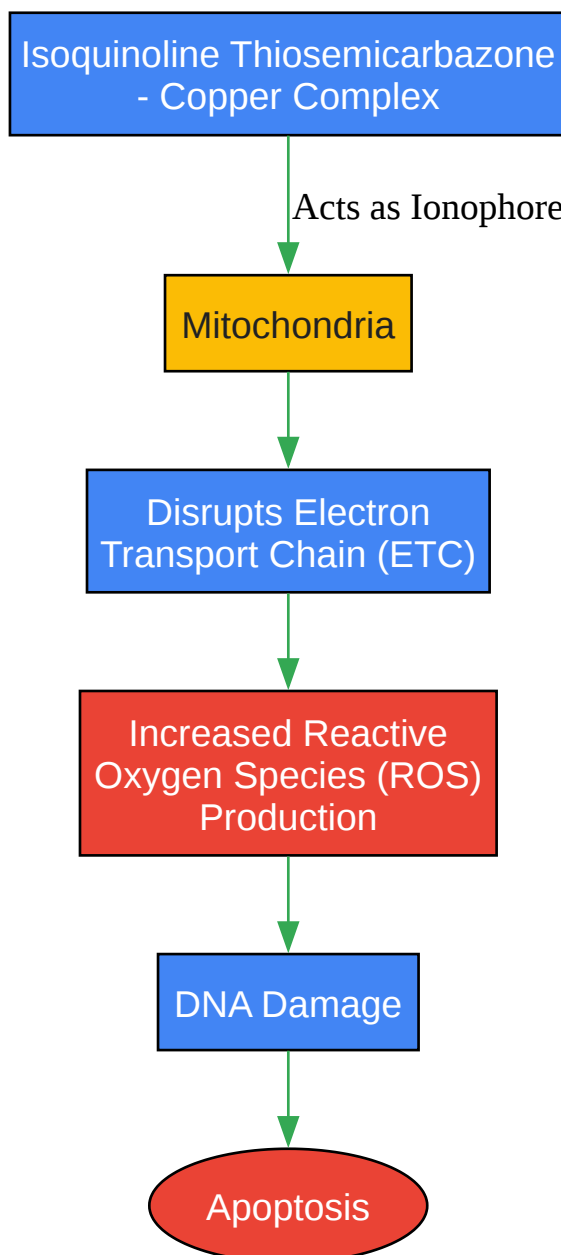 Isoquinoline Thiosemicarbazone
- Copper Complex
Acts as Ionophore
Mitochondria
Disrupts Electron
Transport Chain (ETC)
Increased Reactive
Oxygen Species (ROS)
Production
DNA Damage
Apoptosis